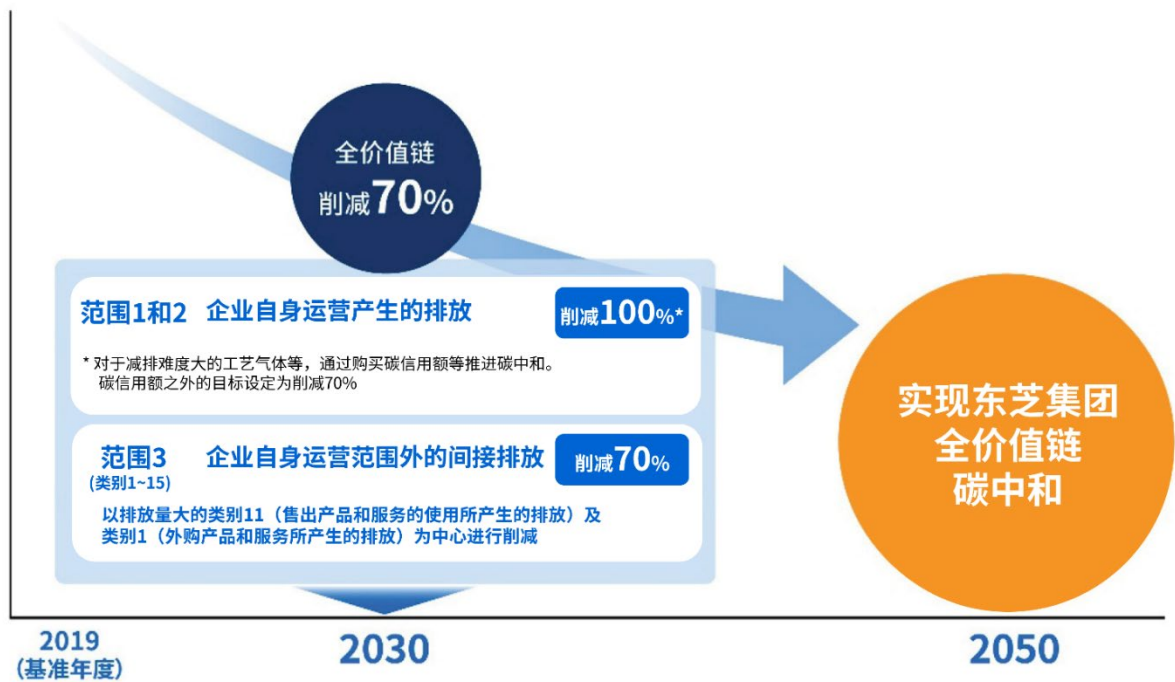 全价值链
削减70%
范围1和2 企业自身运营产生的排放 削减100%*
* 对于减排难度大的工艺气体等，通过购买碳信用额等推进碳中和。
碳信用额之外的目标设定为削减70%
范围3 企业自身运营范围外的间接排放 削减70%
(类别1~15)
以排放量大的类别11（售出产品和服务的使用所产生的排放）及
类别1（外购产品和服务所产生的排放）为中心进行削减
实现东芝集团
全价值链
碳中和
2019
(基准年度)
2030
2050